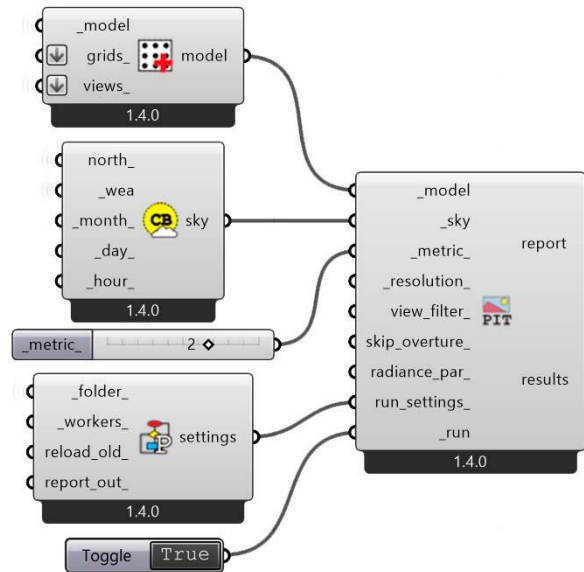 _model
grids_
views_
model
1.4.0
north_
_wea
_month_
_day_
_hour_
CB
sky
1.4.0
_metric_
2
_folder_
_workers_
reload_old_
report_out_
settings
1.4.0
Toggle
True
_model
_sky
_metric_
_resolution_
view_filter_
skip_overture_
radiance_par_
run_settings_
_run
PIT
report
results
1.4.0